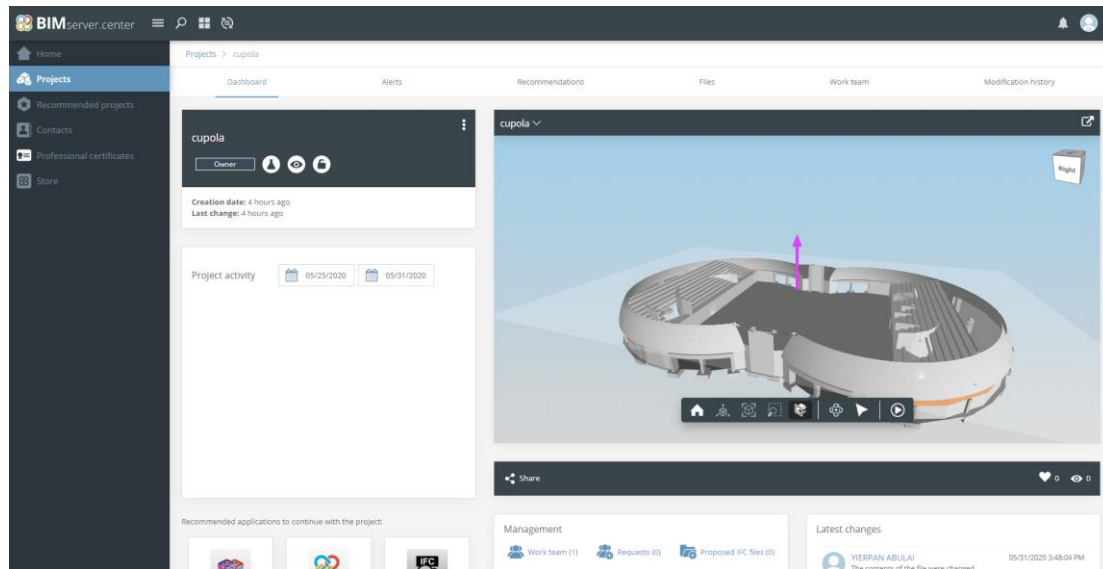 BIMserver.center
Home
Projects
Recommended projects
Contacts
Professional certificates
Store
Projects > cupola
Dashboard
Alerts
Recommendations
Files
Work team
Modification history
cupola
Owner
Creation date: 4 hours ago
Last change: 4 hours ago
Project activity
05/25/2020
05/31/2020
cupola
Right
Share
0
0
Recommended applications to continue with the project:
IFC
Management
Work team (1)
Requests (0)
Proposed IFC files (0)
Latest changes
YIERPAN ABULAI
05/31/2020 3:48:04 PM
The contents of the file were changed